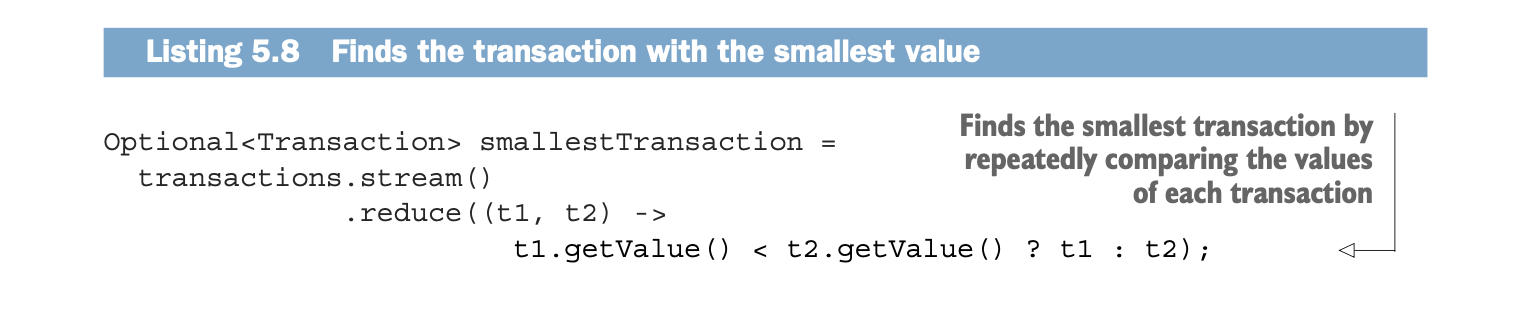 Listing 5.8 Finds the transaction with the smallest value
Optional<Transaction> smallestTransaction =
transactions.stream()
.reduce((t1, t2) ->
t1.getValue() < t2.getValue() ? t1 : t2);
Finds the smallest transaction by
repeatedly comparing the values
of each transaction